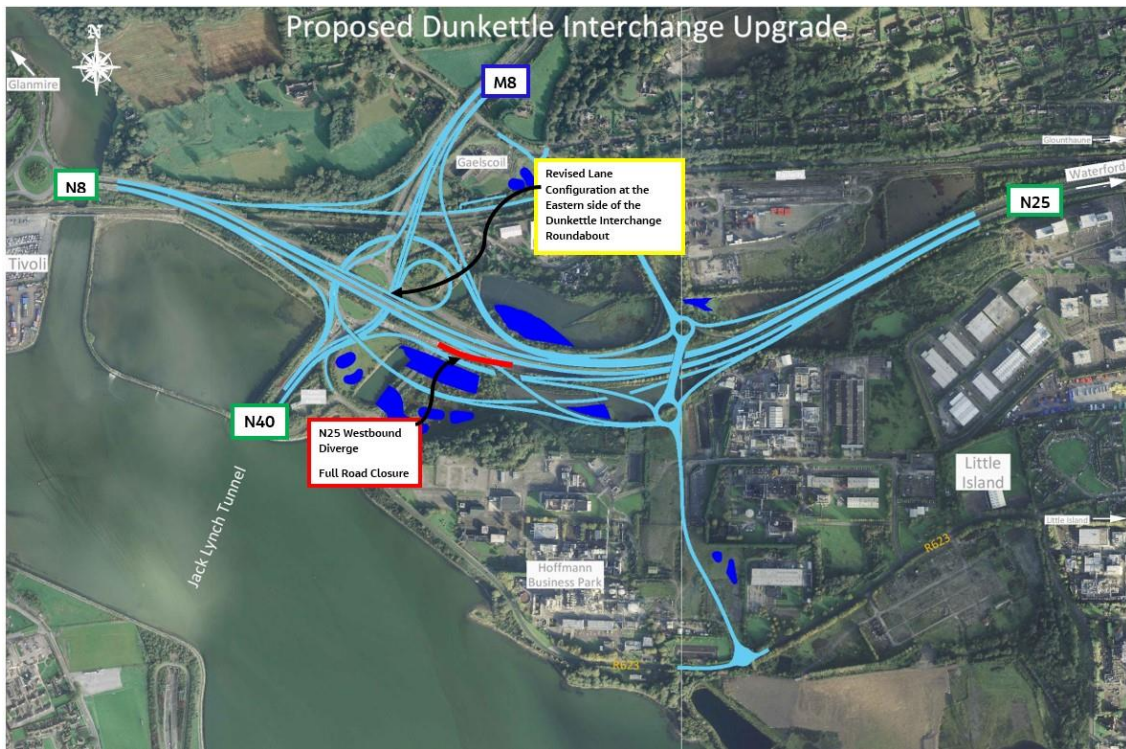 Proposed Dunkettle Interchange Upgrade
N
Glanmire
M8
Gaelscoil
Glounthaune
Waterford
N8
N25
Revised Lane
Configuration at the
Eastern side of the
Dunkettle Interchange
Roundabout
Tivoli
N40
N25 Westbound
Diverge
Full Road Closure
Jack Lynch Tunnel
Little
Island
Little Island
R623
Hoffmann
Business Park
R623